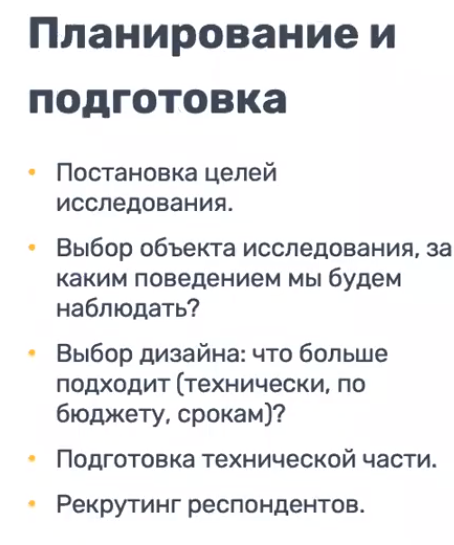 Планирование и
подготовка
• Постановка целей
исследования.
• Выбор объекта исследования, за
каким поведением мы будем
наблюдать?
• Выбор дизайна: что больше
подходит (технически, по
бюджету, срокам)?
• Подготовка технической части.
• Рекрутинг респондентов.